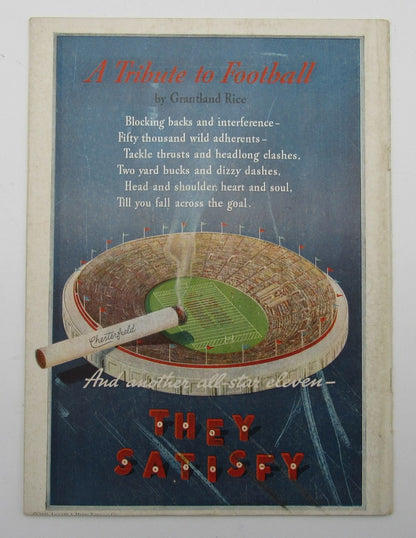 A Tribute to Football
by Grantland Rice
Blocking backs and interference—
Fifty thousand wild adherents—
Tackle thrusts and headlong clashes,
Two yard bucks and dizzy dashes,
Head and shoulder, heart and soul,
Till you fall across the goal.
Chesterfield
And another all-star eleven—
THEY
SATISFY